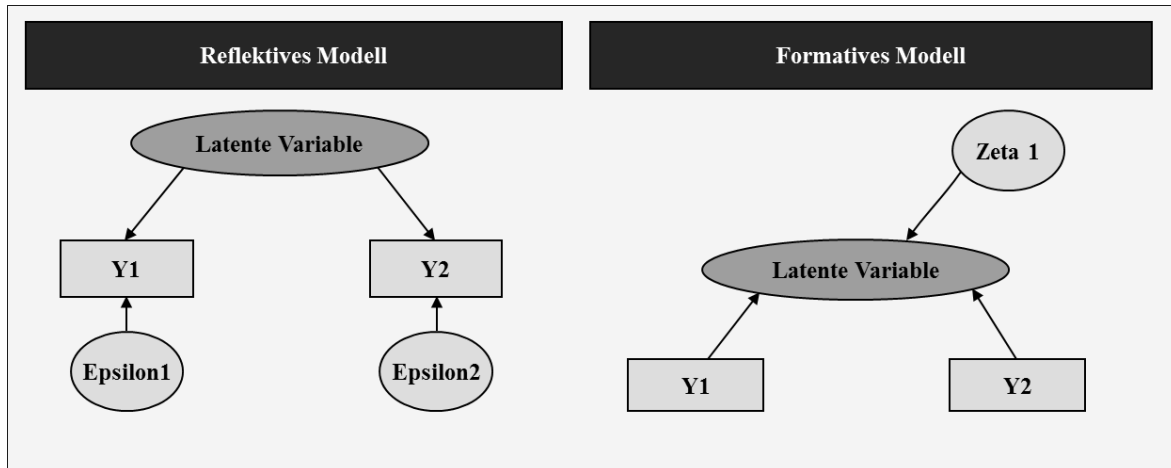 Reflektives Modell
Latente Variable
Y1
Y2
Epsilon1
Epsilon2
Formatives Modell
Zeta 1
Latente Variable
Y1
Y2